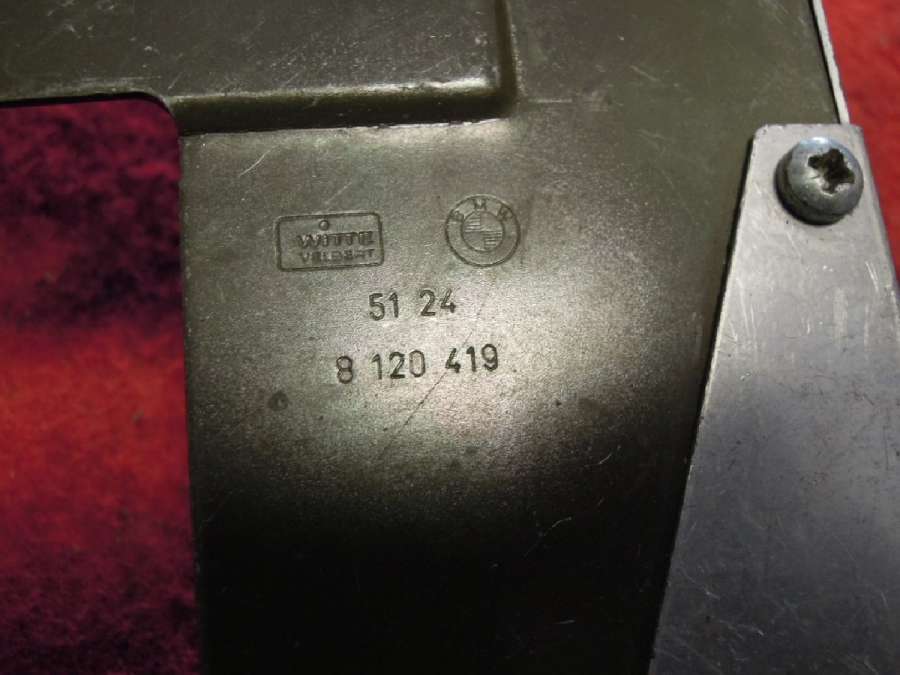 WITTE
VELBERT
BMW
51 24
8 120 419